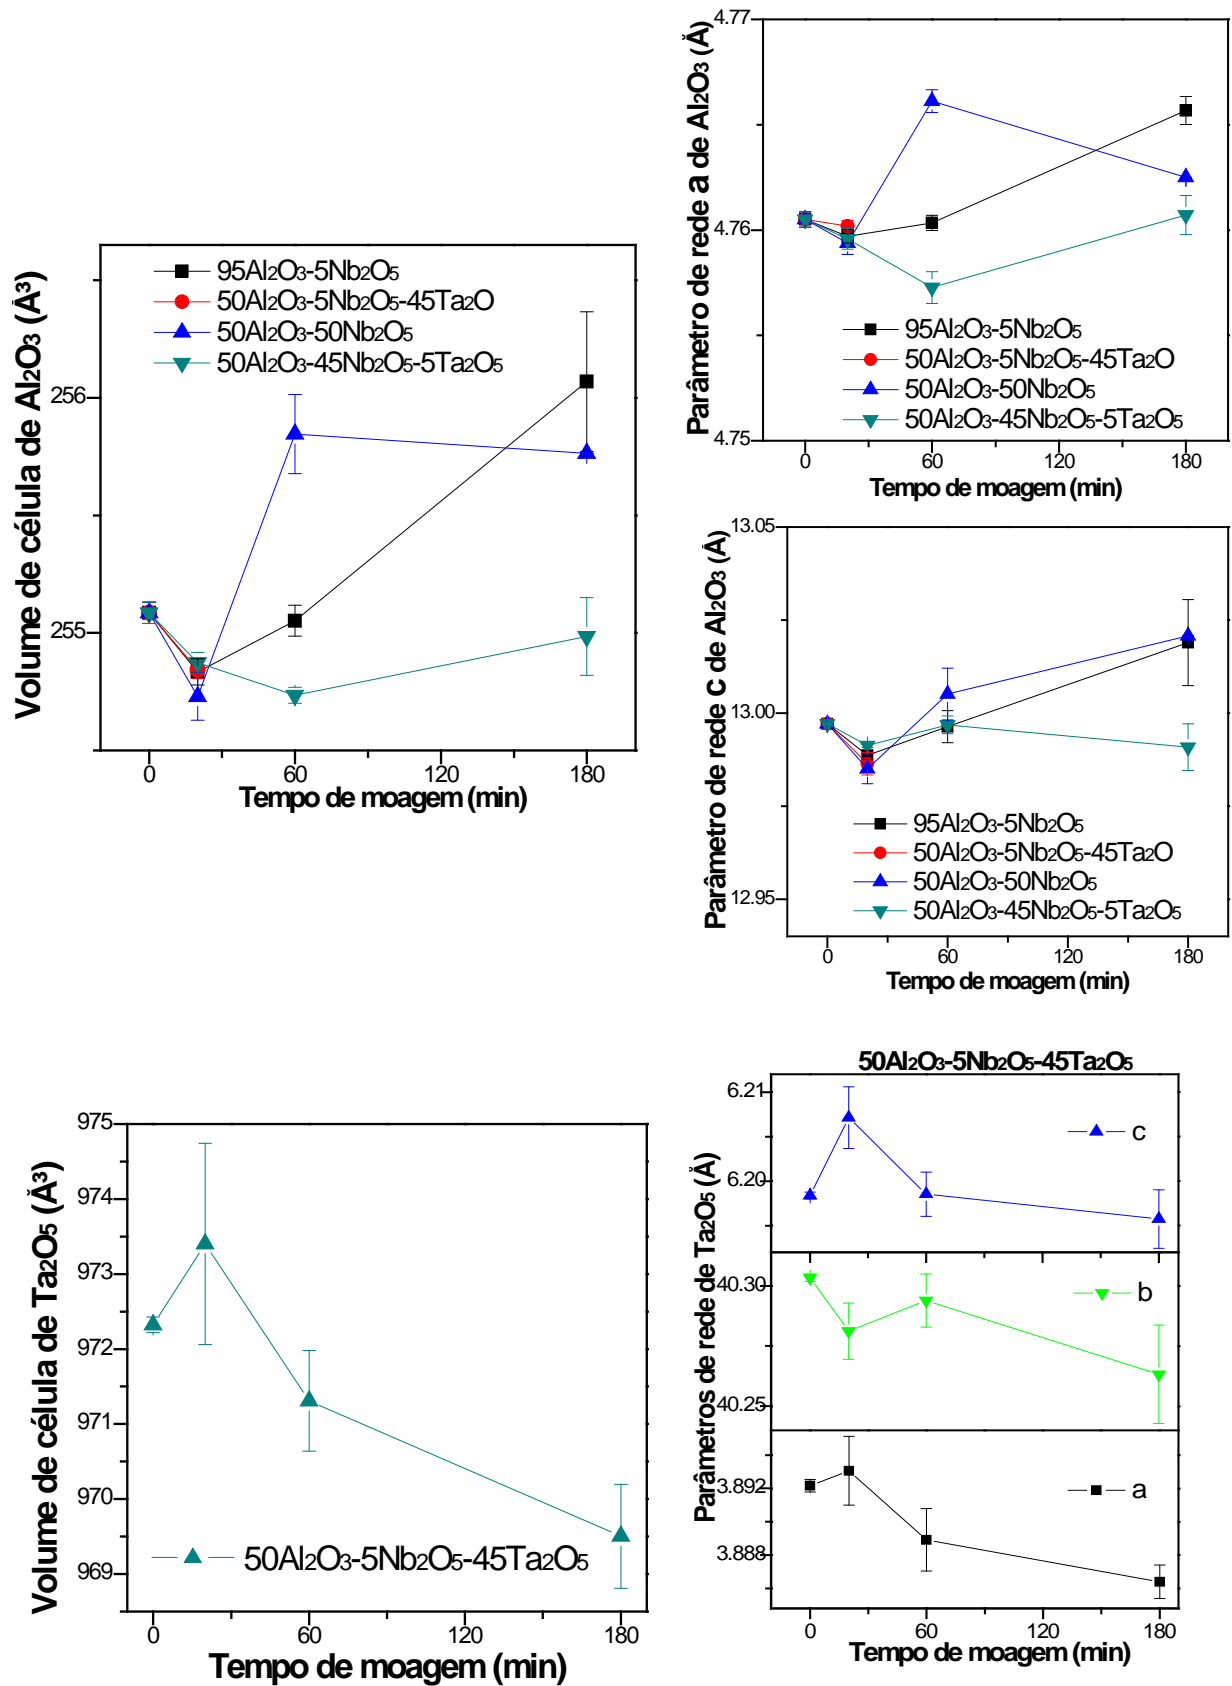 Volume de célula de Al₂O₃ (Å³)
256
255
95Al₂O₃-5Nb₂O₅
50Al₂O₃-5Nb₂O₅-45Ta₂O
50Al₂O₃-50Nb₂O₅
50Al₂O₃-45Nb₂O₅-5Ta₂O₅
0 60 120 180
Tempo de moagem (min)
Parâmetro de rede a de Al₂O₃ (Å)
4.77
4.76
4.75
95Al₂O₃-5Nb₂O₅
50Al₂O₃-5Nb₂O₅-45Ta₂O
50Al₂O₃-50Nb₂O₅
50Al₂O₃-45Nb₂O₅-5Ta₂O₅
0 60 120 180
Tempo de moagem (min)
Parâmetro de rede c de Al₂O₃ (Å)
13.05
13.00
12.95
95Al₂O₃-5Nb₂O₅
50Al₂O₃-5Nb₂O₅-45Ta₂O
50Al₂O₃-50Nb₂O₅
50Al₂O₃-45Nb₂O₅-5Ta₂O₅
0 60 120 180
Tempo de moagem (min)
Volume de célula de Ta₂O₅ (Å³)
975
974
973
972
971
970
969
50Al₂O₃-5Nb₂O₅-45Ta₂O₅
0 60 120 180
Tempo de moagem (min)
50Al₂O₃-5Nb₂O₅-45Ta₂O₅
Parâmetros de rede de Ta₂O₅ (Å)
6.21
c
6.20
40.30
b
40.25
3.892
a
3.888
0 60 120 180
Tempo de moagem (min)